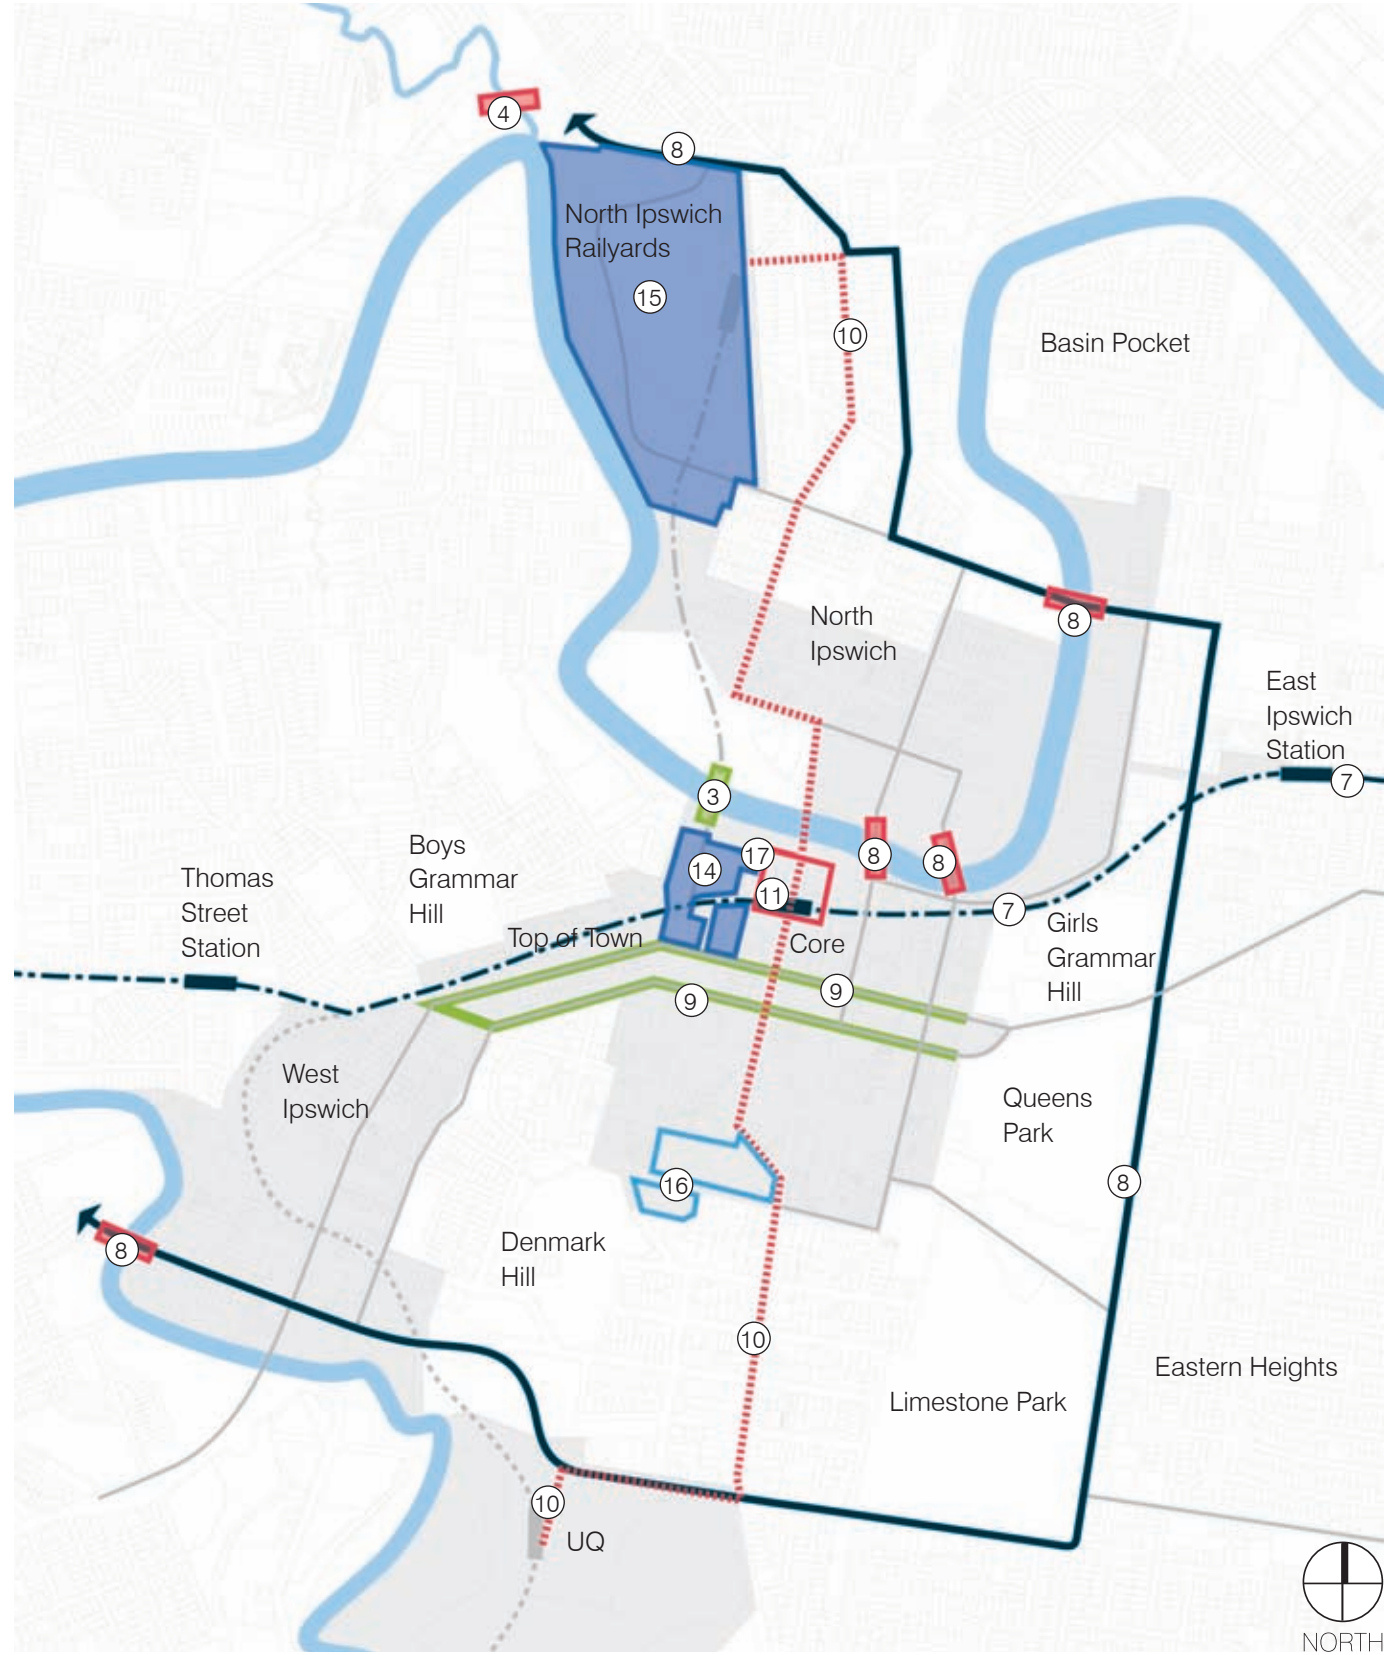 4
8
North Ipswich
Railyards
15
10
Basin Pocket
8
North
Ipswich
East
Ipswich
Station
7
3
Boys
Grammar
Hill
Thomas
Street
Station
17
8
8
14
11
7
Girls
Grammar
Hill
Top of Town
Core
9
9
West
Ipswich
Queens
Park
16
8
8
Denmark
Hill
10
Eastern Heights
Limestone Park
10
UQ
NORTH